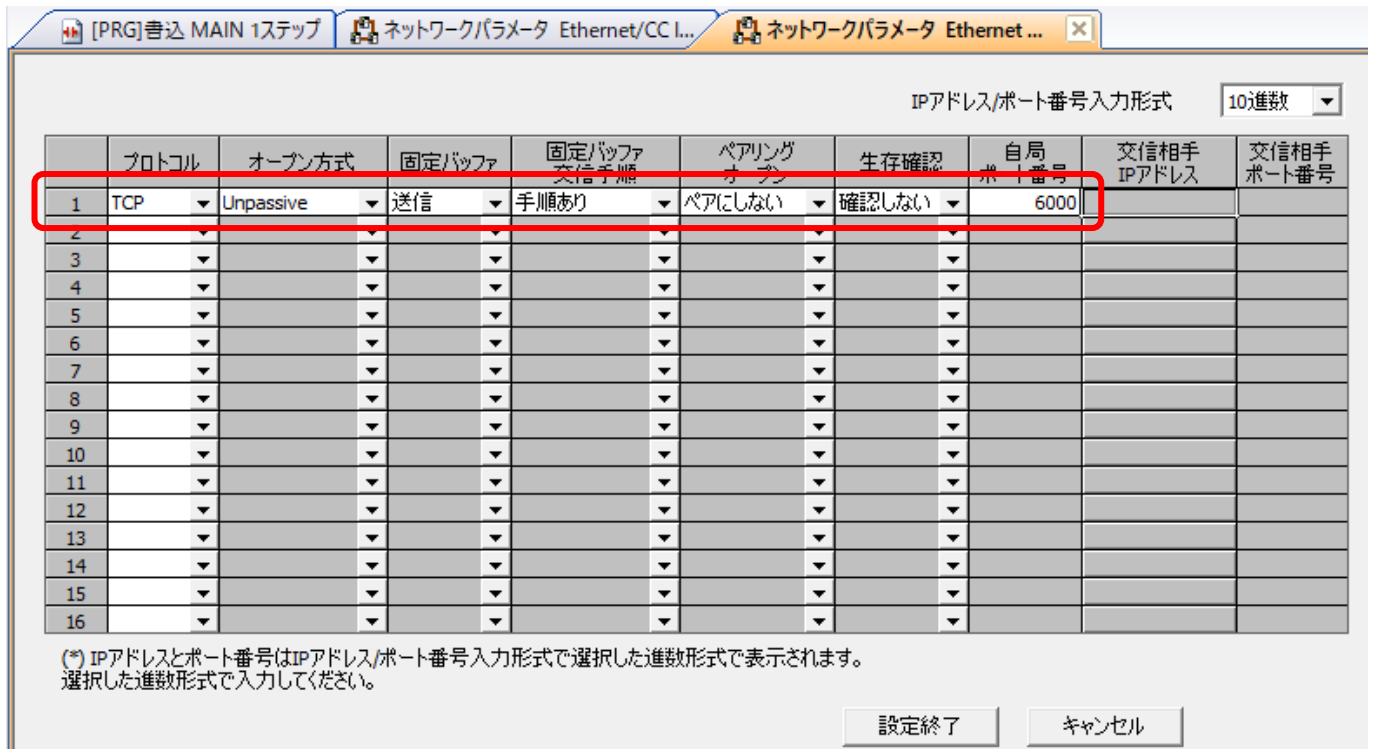 [PRG]書込 MAIN 1ステップ
ネットワークパラメータ Ethernet/CC I...
ネットワークパラメータ Ethernet ...
IPアドレス/ポート番号入力形式 10進数
プロトコル オープン方式 固定バッファ 固定バッファ 交信手順 ペアリング オープン 生存確認 自局 ポート番号 交信相手 IPアドレス 交信相手 ポート番号
1 TCP Unpassive 送信 手順あり ペアにしない 確認しない 6000
2
3
4
5
6
7
8
9
10
11
12
13
14
15
16
(*) IPアドレスとポート番号はIPアドレス/ポート番号入力形式で選択した進数形式で表示されます。
選択した進数形式で入力してください。
設定終了 キャンセル